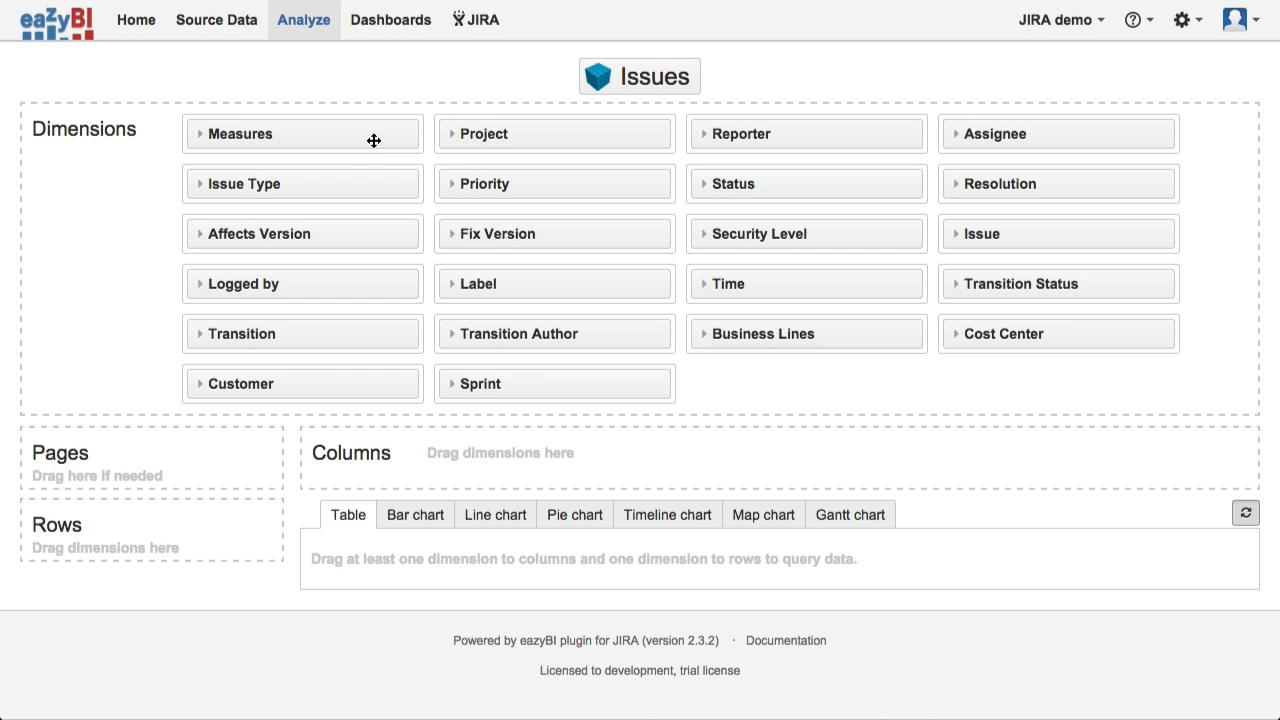 eazyBI Home Source Data Analyze Dashboards JIRA JIRA demo
Issues
Dimensions Measures Project Reporter Assignee
Issue Type Priority Status Resolution
Affects Version Fix Version Security Level Issue
Logged by Label Time Transition Status
Transition Transition Author Business Lines Cost Center
Customer Sprint
Pages
Drag here if needed
Columns Drag dimensions here
Rows
Drag dimensions here
Table Bar chart Line chart Pie chart Timeline chart Map chart Gantt chart
Drag at least one dimension to columns and one dimension to rows to query data.
Powered by eazyBI plugin for JIRA (version 2.3.2) · Documentation
Licensed to development, trial license